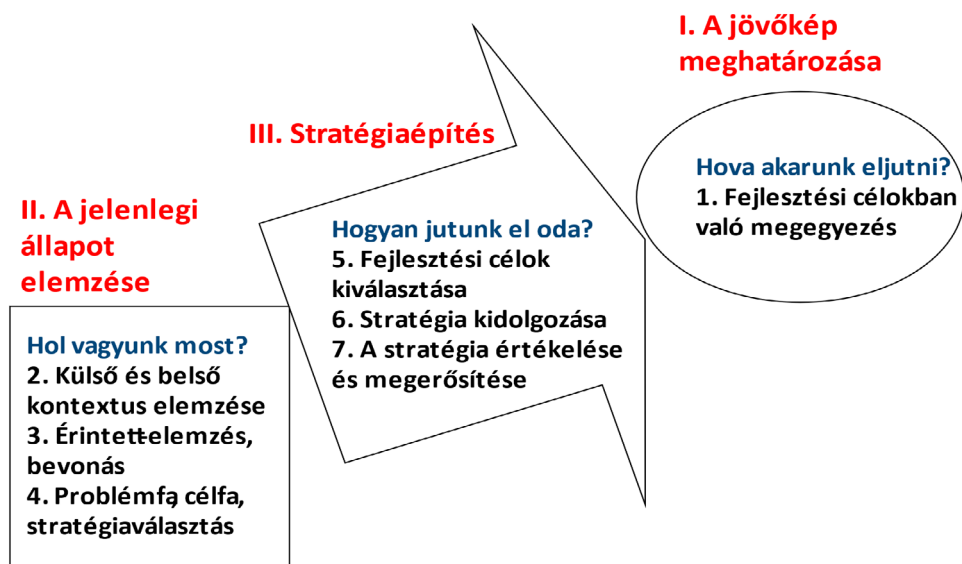 I. A jövőkép
meghatározása
Hova akarunk eljutni?
1. Fejlesztési célokban
való megegyezés
II. A jelenlegi
állapot
elemzése
Hol vagyunk most?
2. Külső és belső
kontextus elemzése
3. Érintett-elemzés,
bevonás
4. Problémfa, célfa,
stratégiaválasztás
III. Stratégiaépítés
Hogyan jutunk el oda?
5. Fejlesztési célok
kiválasztása
6. Stratégia kidolgozása
7. A stratégia értékelése
és megerősítése